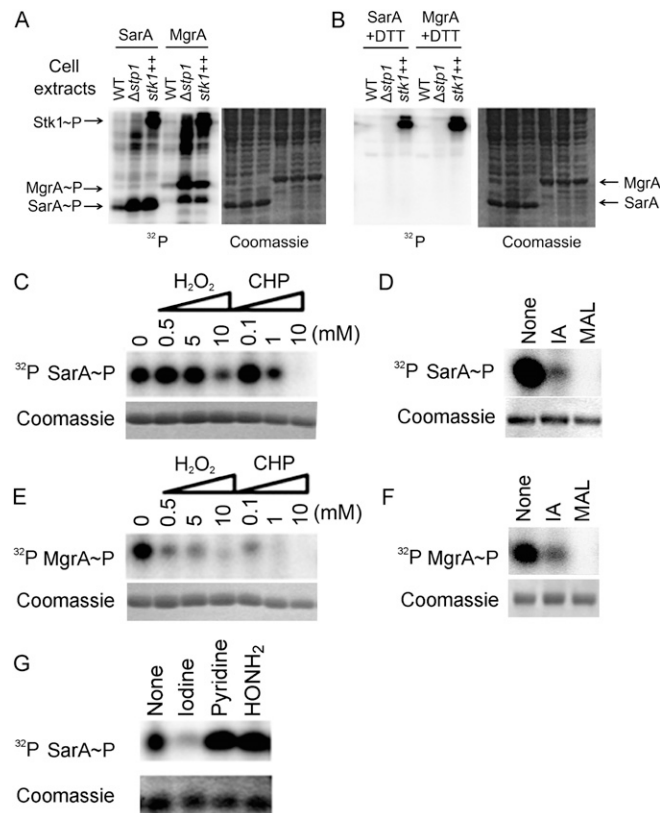 A
SarA MgrA
Cell extracts
WT Δstp1 stk1++ WT Δstp1 stk1++
Stk1~P
MgrA~P
SarA~P
³²P Coomassie
B
SarA +DTT MgrA +DTT
WT Δstp1 stk1++ WT Δstp1 stk1++
MgrA
SarA
³²P Coomassie
C
H₂O₂ CHP
0 0.5 5 10 0.1 1 10 (mM)
³²P SarA~P
Coomassie
D
None IA MAL
³²P SarA~P
Coomassie
E
H₂O₂ CHP
0 0.5 5 10 0.1 1 10 (mM)
³²P MgrA~P
Coomassie
F
None IA MAL
³²P MgrA~P
Coomassie
G
None Iodine Pyridine HONH₂
³²P SarA~P
Coomassie